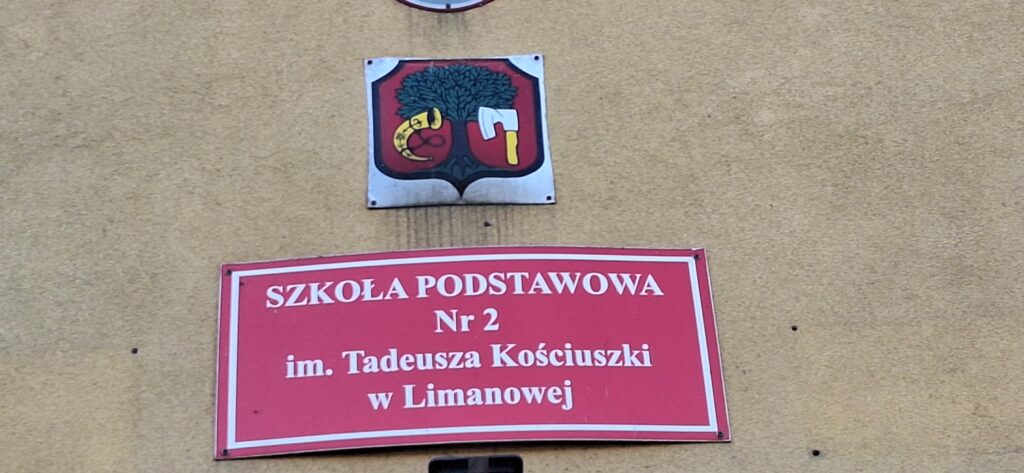 SZKOŁA PODSTAWOWA
Nr 2
im. Tadeusza Kościuszki
w Limanowej